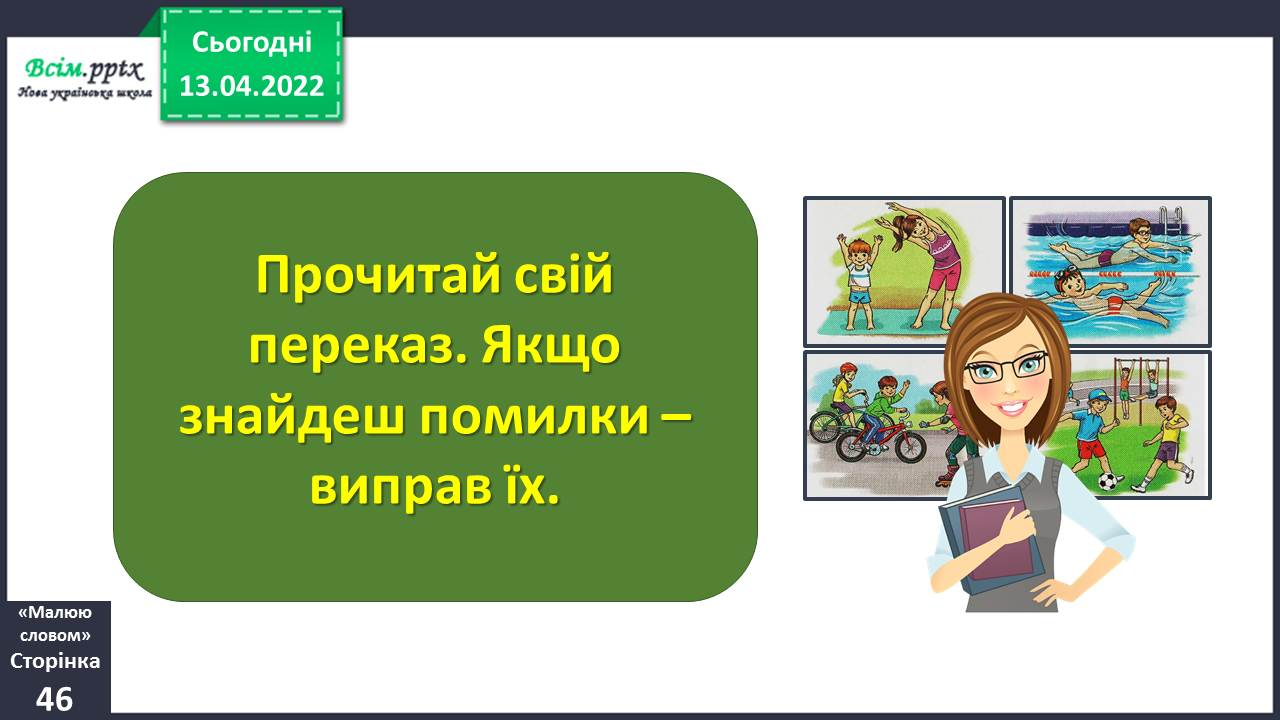 Сьогодні
13.04.2022
Всім.pptx
Нова українська школа
Прочитай свій
переказ. Якщо
знайдеш помилки –
виправ їх.
«Малюю
словом»
Сторінка
46